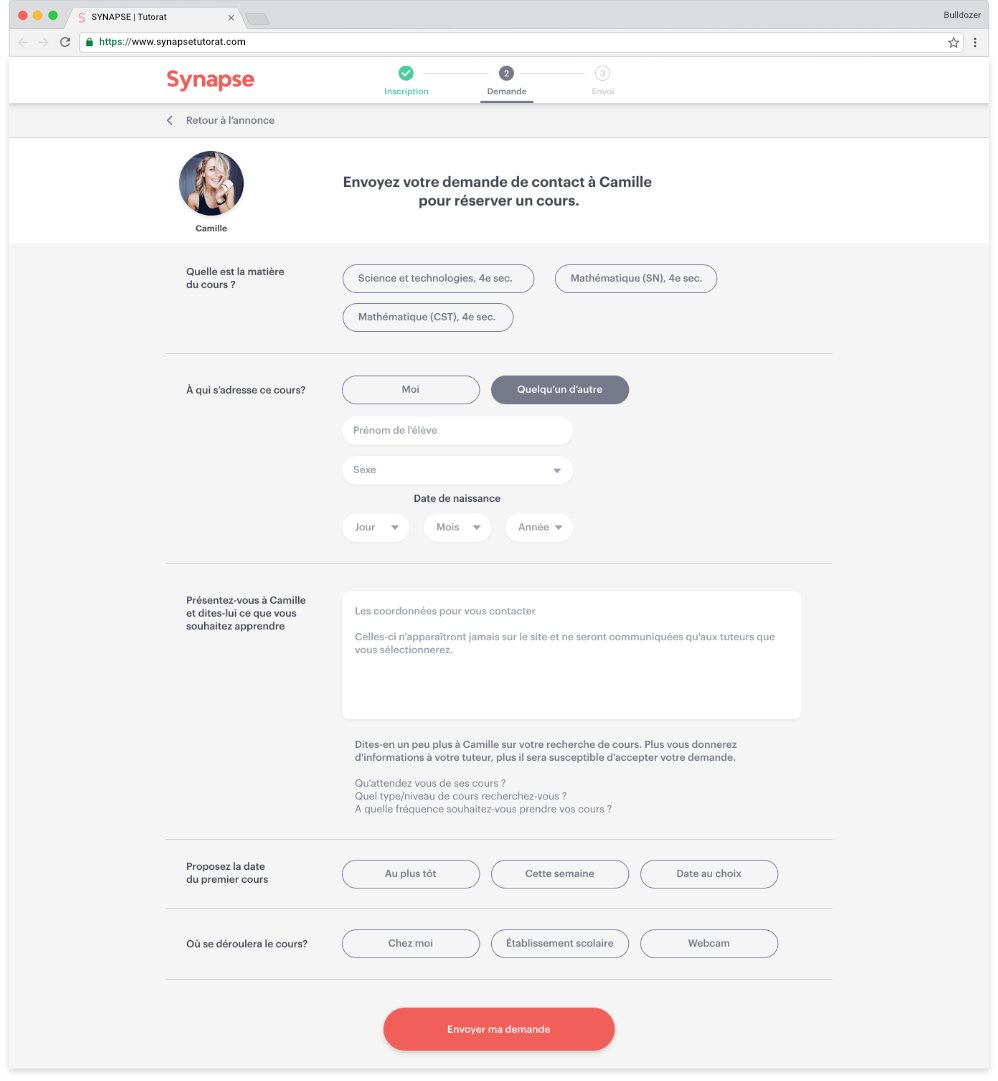 SYNAPSE | Tutorat
Bulldozer
https://www.synapsetutorat.com
Synapse
2
3
Inscription
Demande
Envoi
Retour à l'annonce
Envoyez votre demande de contact à Camille
pour réserver un cours.
Camille
Quelle est la matière
du cours ?
Science et technologies, 4e sec.
Mathématique (SN), 4e sec.
Mathématique (CST), 4e sec.
À qui s'adresse ce cours?
Moi
Quelqu'un d'autre
Prénom de l'élève
Sexe
Date de naissance
Jour
Mois
Année
Présentez-vous à Camille
et dites-lui ce que vous
souhaitez apprendre
Les coordonnées pour vous contacter
Celles-ci n'apparaîtront jamais sur le site et ne seront communiquées qu'aux tuteurs que
vous sélectionnerez.
Dites-en un peu plus à Camille sur votre recherche de cours. Plus vous donnerez
d'informations à votre tuteur, plus il sera susceptible d'accepter votre demande.
Qu'attendez vous de ses cours ?
Quel type/niveau de cours recherchez-vous ?
A quelle fréquence souhaitez-vous prendre vos cours ?
Proposez la date
du premier cours
Au plus tôt
Cette semaine
Date au choix
Où se déroulera le cours?
Chez moi
Établissement scolaire
Webcam
Envoyer ma demande